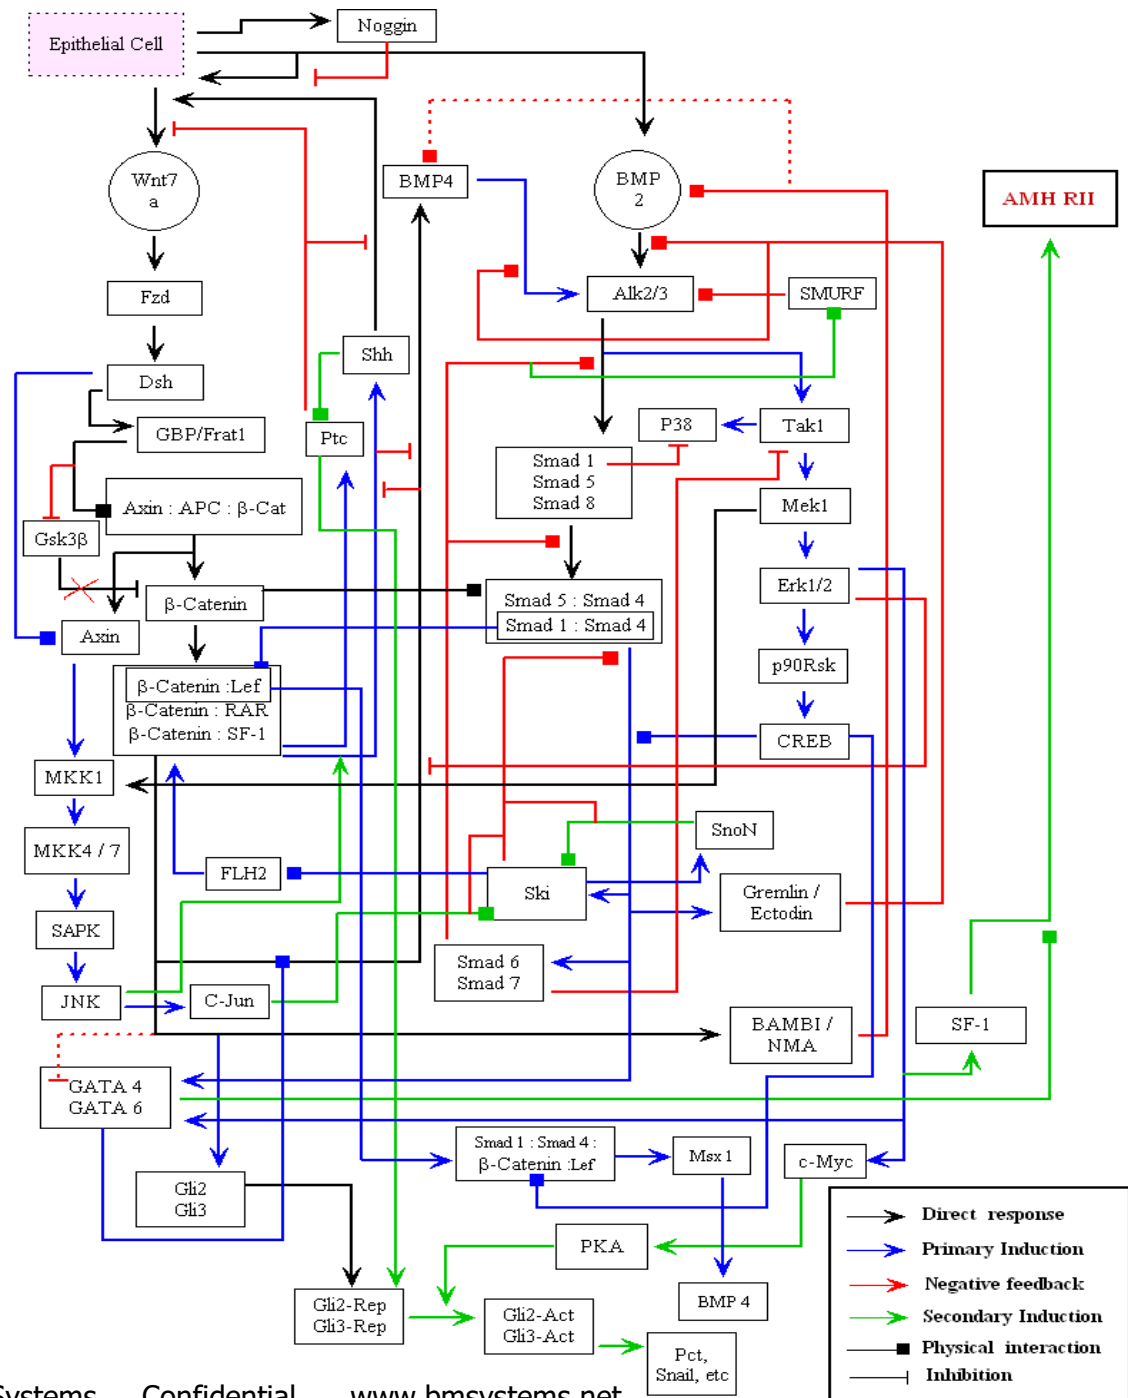 Noggin
Epithelial Cell
Wnt7
a
BMP4
BMP
2
AMH RII
Fzd
Alk2/3
SMURF
Shh
Dsh
GBP/Frat1
Ptc
P38
Tak1
Smad 1
Smad 5
Smad 8
Axin : APC : β-Cat
Mek1
Gsk3β
β-Catenin
Smad 5 : Smad 4
Smad 1 : Smad 4
Erk1/2
Axin
p90Rsk
β-Catenin :Lef
β-Catenin : RAR
β-Catenin : SF-1
CREB
MKK1
MKK4 / 7
SnoN
FLH2
Ski
Gremlin /
Ectodin
SAPK
Smad 6
Smad 7
JNK
C-Jun
BAMBI /
NMA
SF-1
GATA 4
GATA 6
Smad 1 : Smad 4 :
β-Catenin :Lef
Msx1
c-Myc
Gli2
Gli3
PKA
BMP 4
Gli2-Rep
Gli3-Rep
Gli2-Act
Gli3-Act
Pct,
Snail, etc
Direct response
Primary Induction
Negative feedback
Secondary Induction
Physical interaction
Inhibition
Systems Confidential www.bmsystems.net